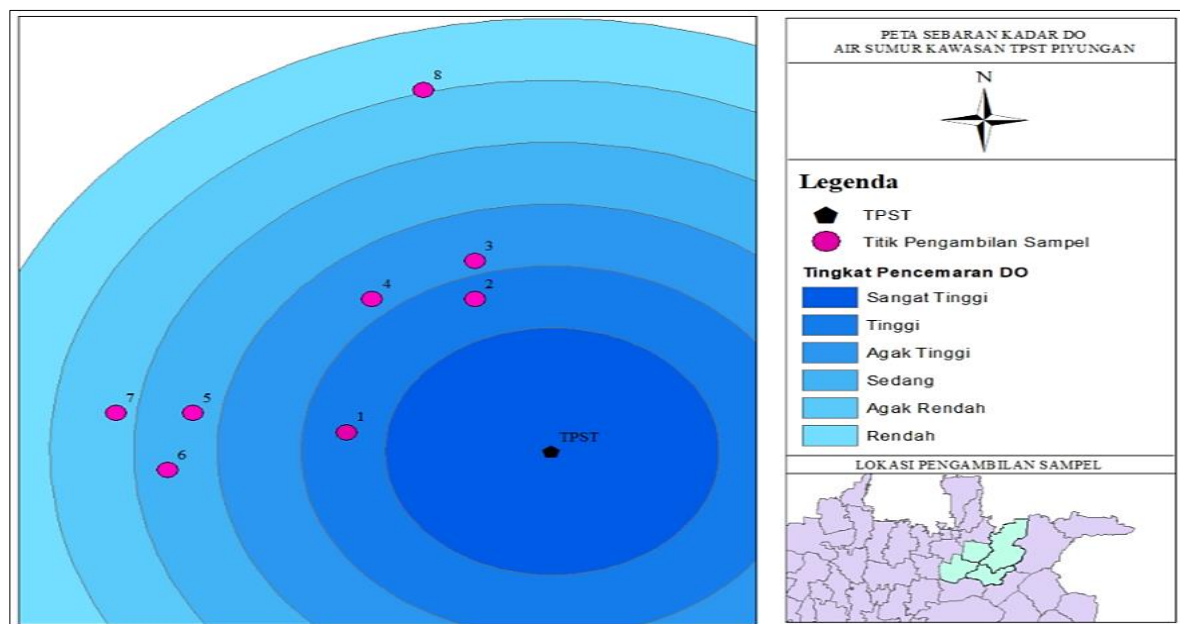 8
3
4
2
7
5
1
TPST
6
PETA SEBARAN KADAR DO
AIR SUMUR KAWASAN TPST PIYUNGAN
N
Legenda
TPST
Titik Pengambilan Sampel
Tingkat Pencemaran DO
Sangat Tinggi
Tinggi
Agak Tinggi
Sedang
Agak Rendah
Rendah
LOKASI PENGAMBILAN SAMPEL